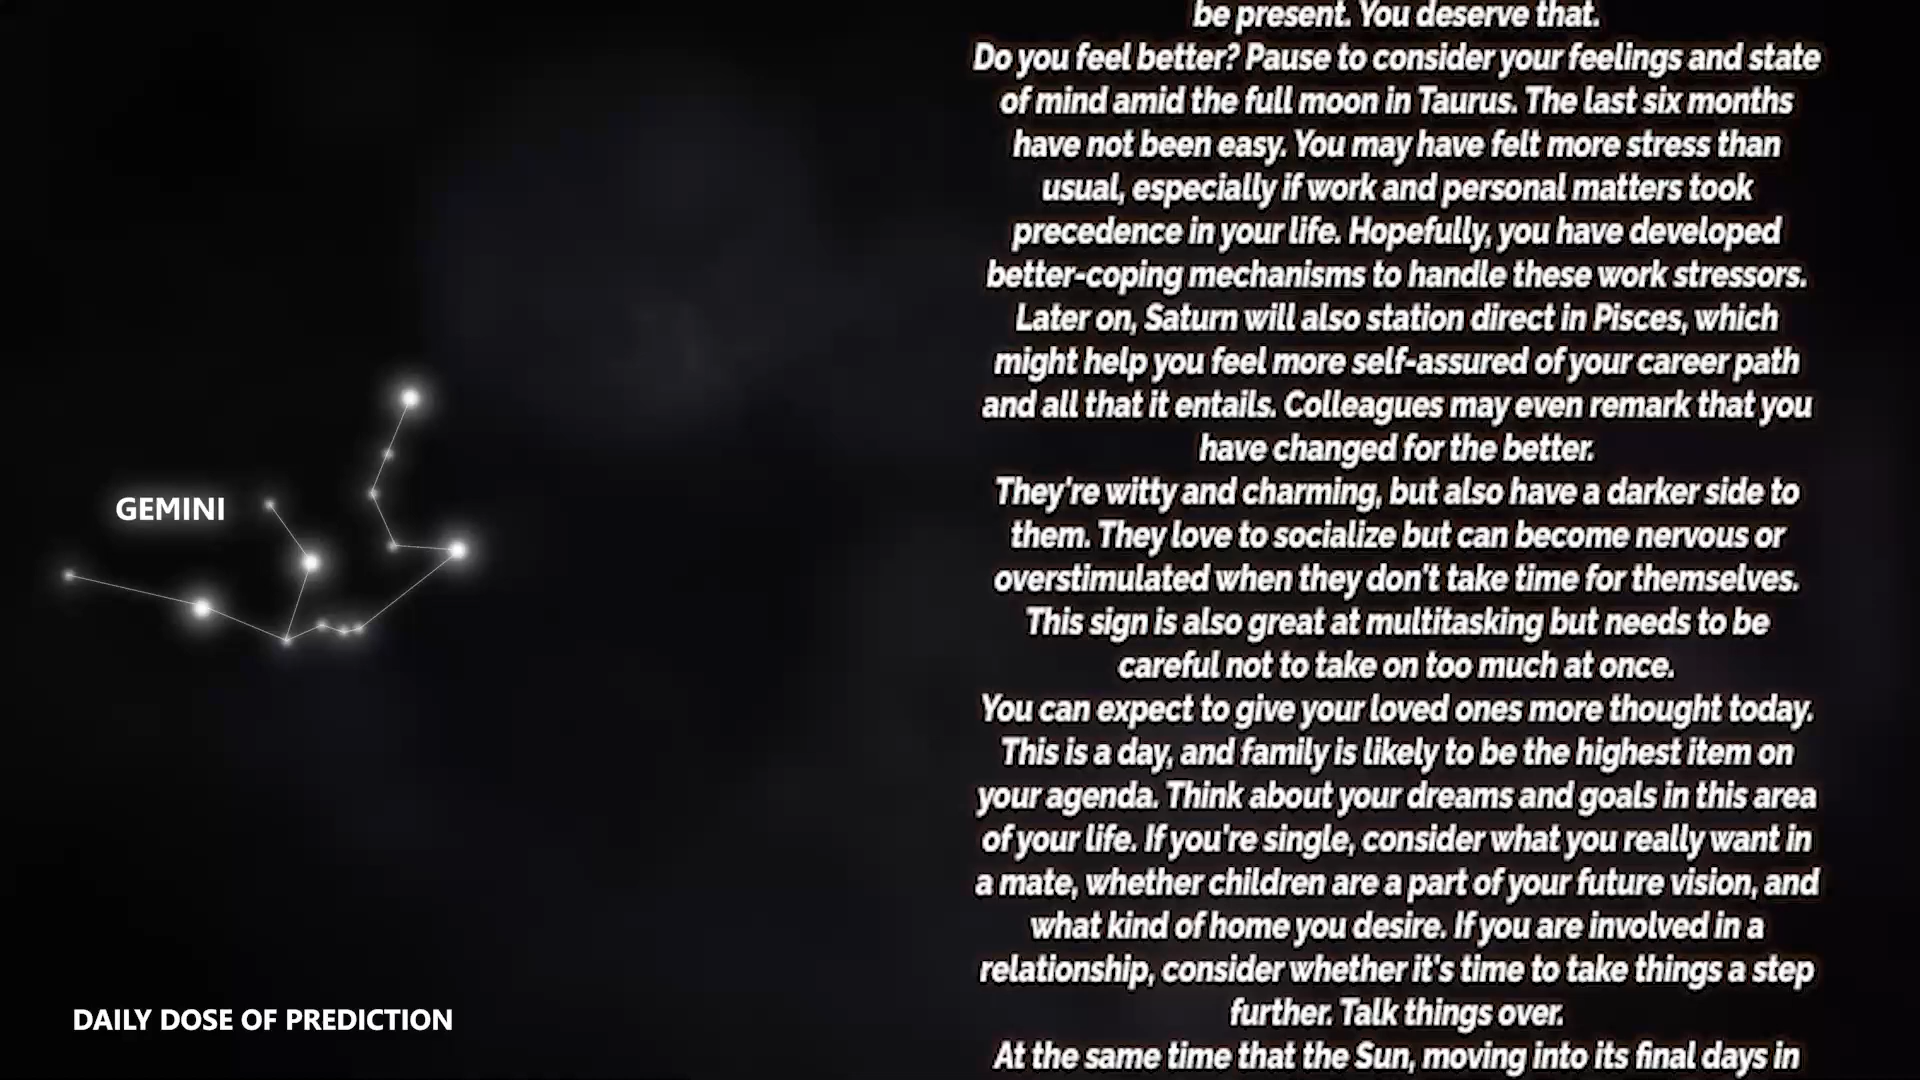 GEMINI
DAILY DOSE OF PREDICTION
be present. You deserve that.
Do you feel better? Pause to consider your feelings and state
of mind amid the full moon in Taurus. The last six months
have not been easy. You may have felt more stress than
usual, especially if work and personal matters took
precedence in your life. Hopefully, you have developed
better-coping mechanisms to handle these work stressors.
Later on, Saturn will also station direct in Pisces, which
might help you feel more self-assured of your career path
and all that it entails. Colleagues may even remark that you
have changed for the better.
They're witty and charming, but also have a darker side to
them. They love to socialize but can become nervous or
overstimulated when they don't take time for themselves.
This sign is also great at multitasking but needs to be
careful not to take on too much at once.
You can expect to give your loved ones more thought today.
This is a day, and family is likely to be the highest item on
your agenda. Think about your dreams and goals in this area
of your life. If you're single, consider what you really want in
a mate, whether children are a part of your future vision, and
what kind of home you desire. If you are involved in a
relationship, consider whether it's time to take things a step
further. Talk things over.
At the same time that the Sun, moving into its final days in